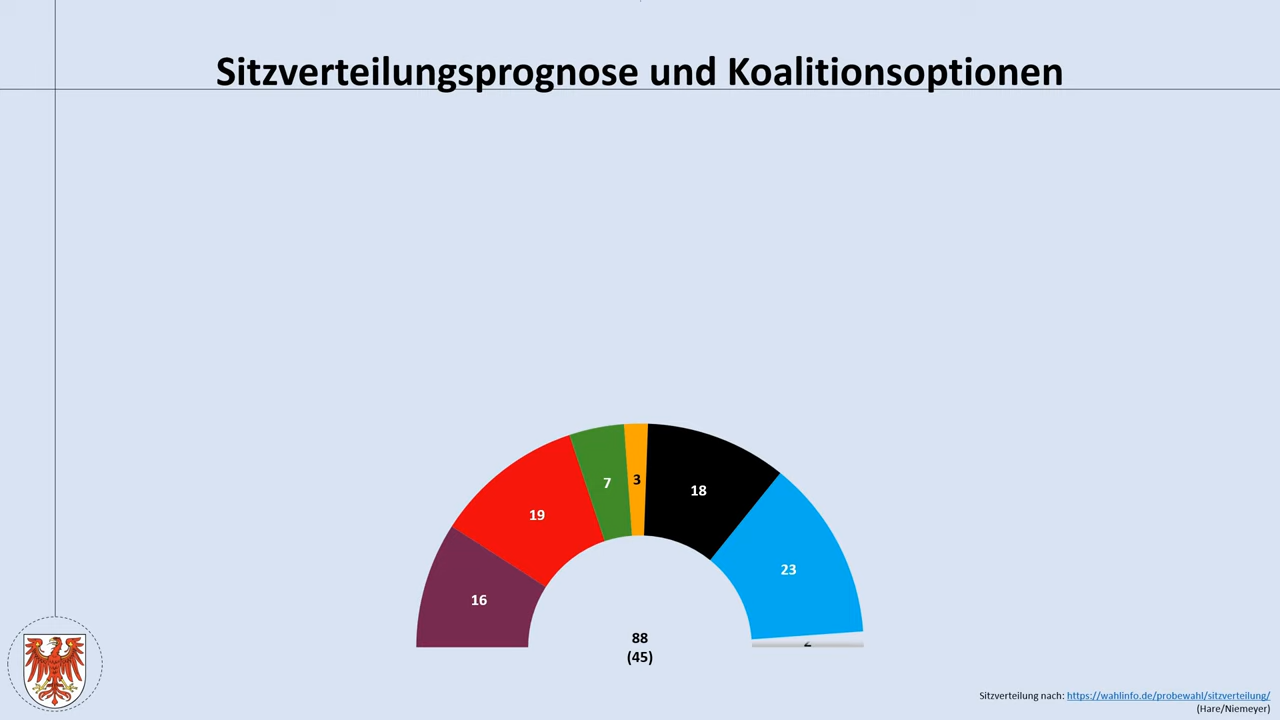 Sitzverteilungsprognose und Koalitionsoptionen
7
3
18
19
23
16
88
(45)
Sitzverteilung nach: https://wahlinfo.de/probewahl/sitzverteilung/
(Hare/Niemeyer)